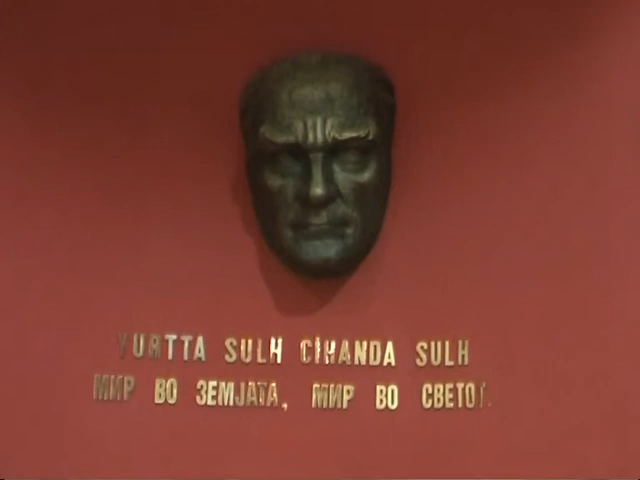 YURTTA SULH CİHANDA SULH
МИР ВО ЗЕМЈАТА, МИР ВО СВЕТОТ.